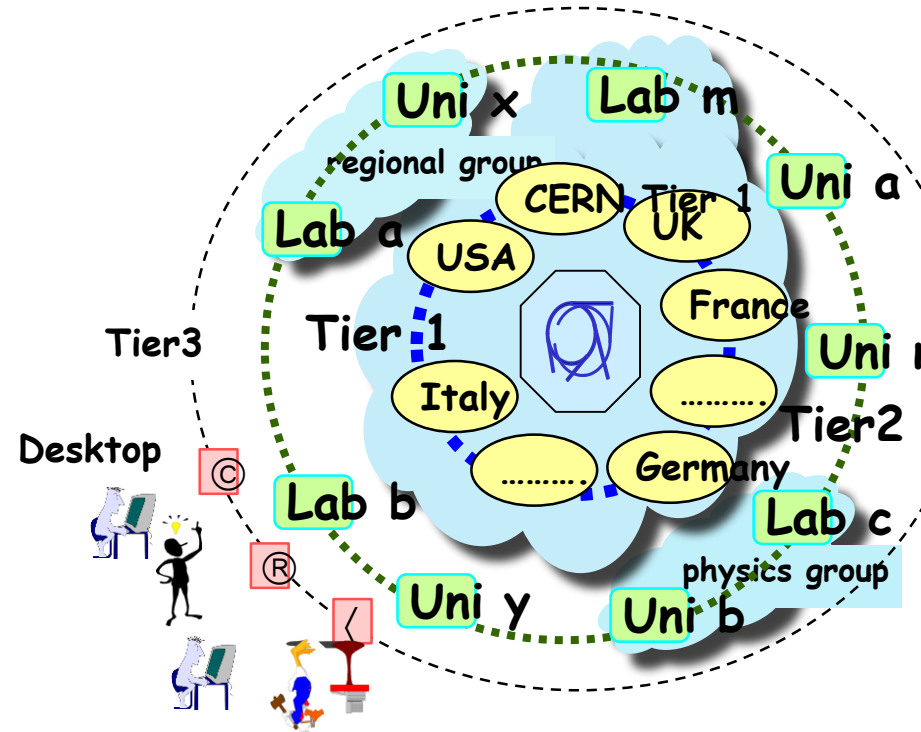 Uni x
Lab m
regional group
Uni a
CERN Tier 1
UK
Lab a
USA
France
Tier 1
Tier3
Uni n
Italy
……….
Tier2
Desktop
……….
Germany
©
Lab b
Lab c
®
physics group
Uni y
Uni b
〈